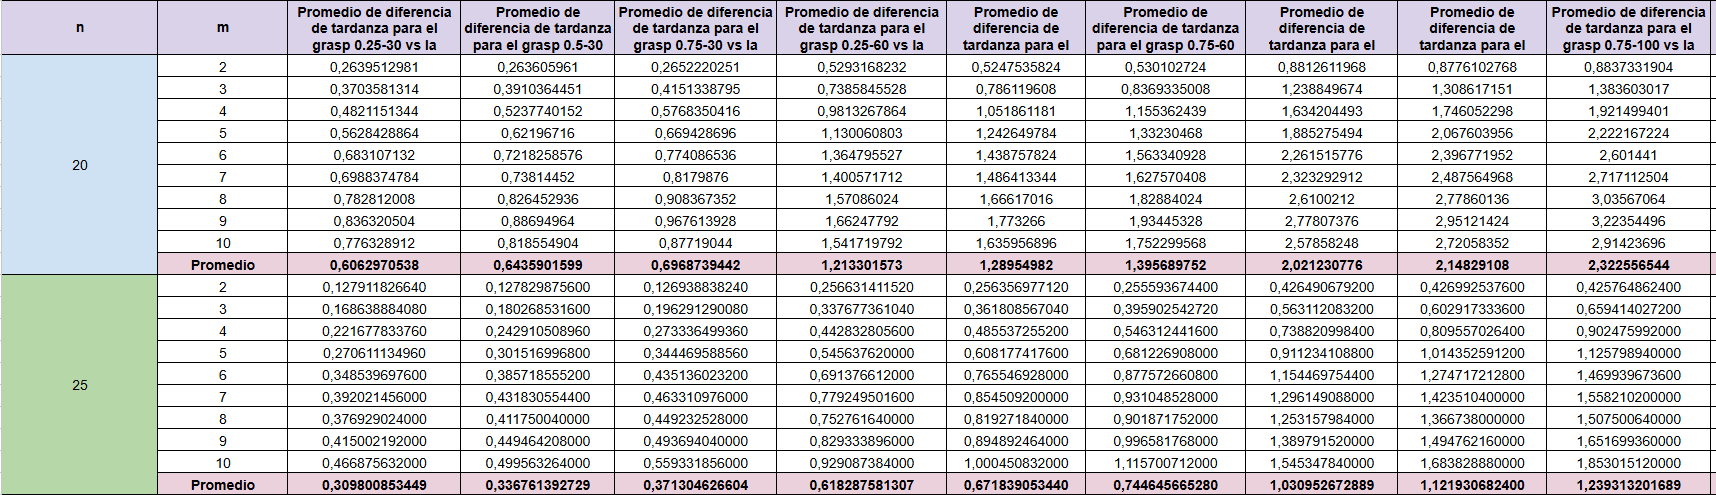 n m Promedio de diferencia de tardanza para el grasp 0.25-30 vs la Promedio de diferencia de tardanza para el grasp 0.5-30 Promedio de diferencia de tardanza para el grasp 0.75-30 vs la Promedio de diferencia de tardanza para el grasp 0.25-60 vs la Promedio de diferencia de tardanza para el Promedio de diferencia de tardanza para el grasp 0.75-60 Promedio de diferencia de tardanza para el Promedio de diferencia de tardanza para el Promedio de diferencia de tardanza para el grasp 0.75-100 vs la
20
2 0,2639512981 0,263605961 0,2652220251 0,5293168232 0,5247535824 0,530102724 0,8812611968 0,8776102768 0,8837331904
3 0,3703581314 0,3910364451 0,4151338795 0,7385845528 0,786119608 0,8369335008 1,238849674 1,308617151 1,383603017
4 0,4821151344 0,5237740152 0,5768350416 0,9813267864 1,051861181 1,155362439 1,634204493 1,746052298 1,921499401
5 0,5628428864 0,62196716 0,669428696 1,130060803 1,242649784 1,33230468 1,885275494 2,067603956 2,222167224
6 0,683107132 0,7218258576 0,774086536 1,364795527 1,438757824 1,563340928 2,261515776 2,396771952 2,601441
7 0,6988374784 0,73814452 0,8179876 1,400571712 1,486413344 1,627570408 2,323292912 2,487564968 2,717112504
8 0,782812008 0,826452936 0,908367352 1,57086024 1,66617016 1,82884024 2,6100212 2,77860136 3,03567064
9 0,836320504 0,88694964 0,967613928 1,66247792 1,773266 1,93445328 2,77807376 2,95121424 3,22354496
10 0,776328912 0,818554904 0,87719044 1,541719792 1,635956896 1,752299568 2,57858248 2,72058352 2,91423696
Promedio 0,6062970538 0,6435901599 0,6968739442 1,213301573 1,28954982 1,395689752 2,021230776 2,14829108 2,322556544
25
2 0,127911826640 0,127829875600 0,126938838240 0,256631411520 0,256356977120 0,255593674400 0,426490679200 0,426992537600 0,425764862400
3 0,168638884080 0,180268531600 0,196291290080 0,337677361040 0,361808567040 0,395902542720 0,563112083200 0,602917333600 0,659414027200
4 0,221677833760 0,242910508960 0,273336499360 0,442832805600 0,485537255200 0,546312441600 0,738820998400 0,809557026400 0,902475992000
5 0,270611134960 0,301516996800 0,344469588560 0,545637620000 0,608177417600 0,681226908000 0,911234108800 1,014352591200 1,125798940000
6 0,348539697600 0,385718555200 0,435136023200 0,691376612000 0,765546928000 0,877572660800 1,154469754400 1,274717212800 1,469939673600
7 0,392021456000 0,431830554400 0,463310976000 0,779249501600 0,854509200000 0,931048528000 1,296149088000 1,423510400000 1,558210200000
8 0,376929024000 0,411750040000 0,449232528000 0,752761640000 0,819271840000 0,901871752000 1,253157984000 1,366738000000 1,507500640000
9 0,415002192000 0,449464208000 0,493694040000 0,829333896000 0,894892464000 0,996581768000 1,389791520000 1,494762160000 1,651699360000
10 0,466875632000 0,499563264000 0,559331856000 0,929087384000 1,000450832000 1,115700712000 1,545347840000 1,683828880000 1,853015120000
Promedio 0,309800853449 0,336761392729 0,371304626604 0,618287581307 0,671839053440 0,744645665280 1,030952672889 1,121930682400 1,239313201689